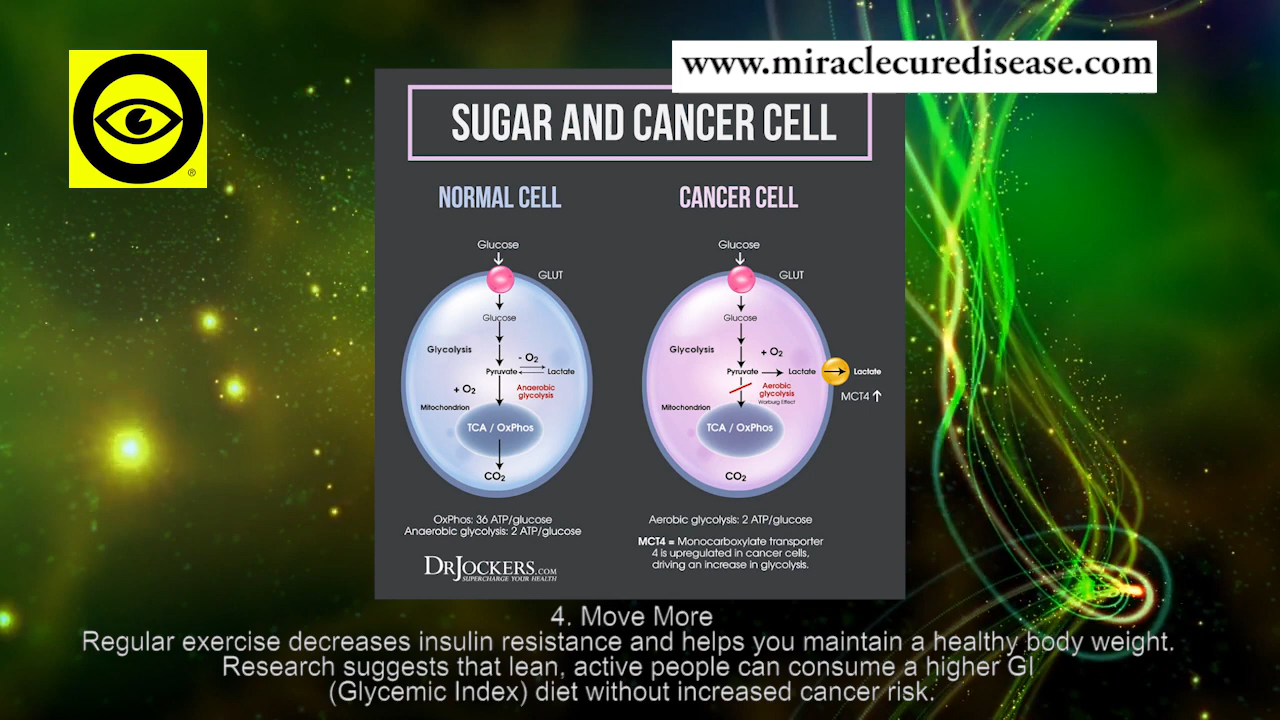 www.miraclecuredisease.com
®
SUGAR AND CANCER CELL
NORMAL CELL
Glucose
GLUT
Glucose
Glycolysis
- O₂
Pyruvate
Lactate
+ O₂
Anaerobic
glycolysis
Mitochondrion
TCA / OxPhos
CO₂
OxPhos: 36 ATP/glucose
Anaerobic glycolysis: 2 ATP/glucose
CANCER CELL
Glucose
GLUT
Glucose
Glycolysis
+ O₂
Pyruvate
Lactate
Lactate
Aerobic
glycolysis
Warburg Effect
MCT4
Mitochondrion
TCA / OxPhos
CO₂
Aerobic glycolysis: 2 ATP/glucose
MCT4 = Monocarboxylate transporter
4 is upregulated in cancer cells,
driving an increase in glycolysis.
DRJOCKERS.COM
SUPERCHARGE YOUR HEALTH
4. Move More
Regular exercise decreases insulin resistance and helps you maintain a healthy body weight.
Research suggests that lean, active people can consume a higher GI
(Glycemic Index) diet without increased cancer risk.